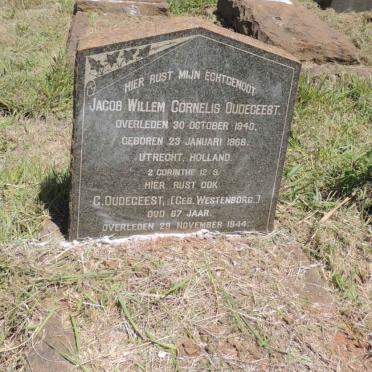 HIER RUST MIJN ECHTGENOOT
JACOB WILLEM CORNELIS OUDEGEEST
OVERLEDEN 30 OCTOBER 1940.
GEBOREN 23 JANUARI 1868.
UTRECHT, HOLLAND.
2 CORINTHE 12-9.
HIER RUST OOK
C. OUDEGEEST, (GEB. WESTENBORG.)
OUD 67 JAAR.
OVERLEDEN 29 NOVEMBER 1944.